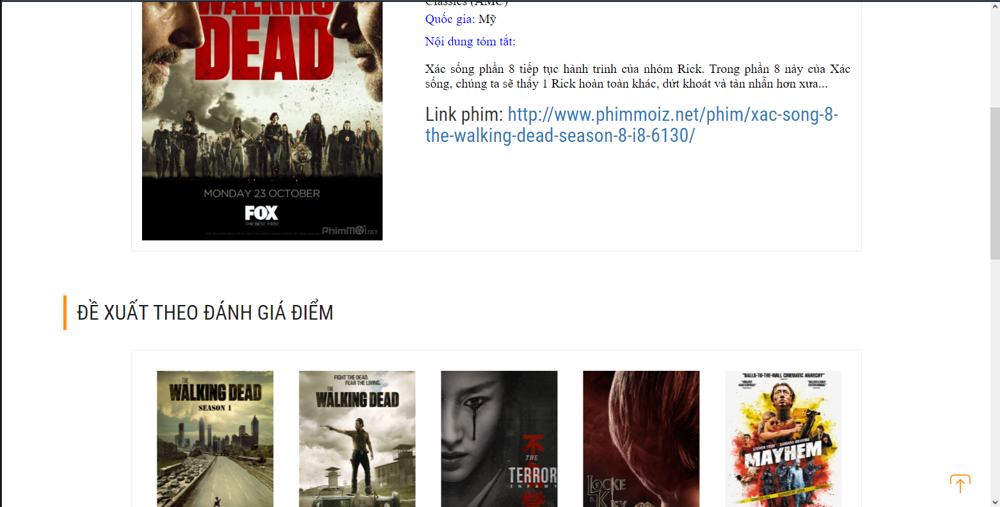 Classics (AMC)
WALKING
DEAD
Quốc gia: Mỹ
Nội dung tóm tắt:
Xác sống phần 8 tiếp tục hành trình của nhóm Rick. Trong phần 8 này của Xác
sống, chúng ta sẽ thấy 1 Rick hoàn toàn khác, dứt khoát và tàn nhẫn hơn xưa...
Link phim: http://www.phimmoiz.net/phim/xac-song-8-
the-walking-dead-season-8-i8-6130/
MONDAY 23 OCTOBER
FOX
THE BEST. FIRST.
PhimMôi.NET
ĐỀ XUẤT THEO ĐÁNH GIÁ ĐIỂM
THE
WALKING DEAD
SEASON 1
FIGHT THE DEAD.
FEAR THE LIVING.
THE
WALKING DEAD
不
THE
TERROR
INFAMY
LOCKE
& KEY
"BALLS-TO-THE-WALL CINEMATIC ANARCHY"
STEVEN YEUN SAMARA WEAVING
MAYHEM
QUARANTINE AREA